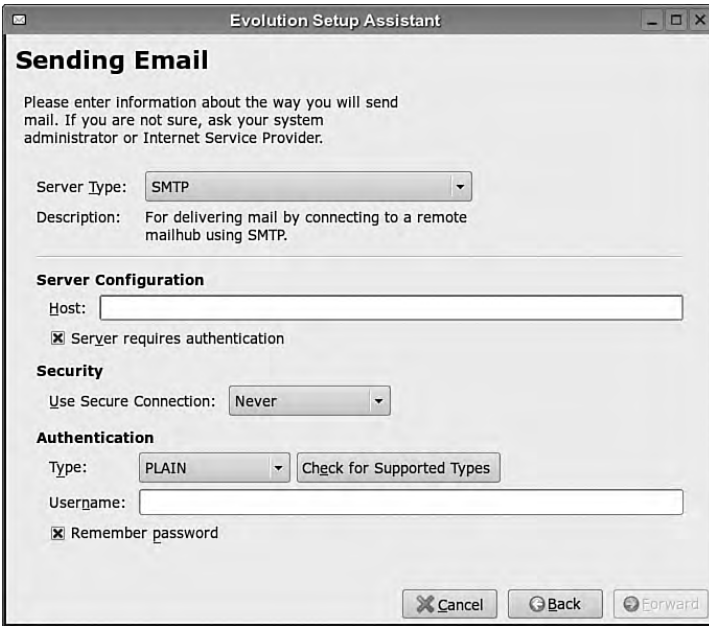 Evolution Setup Assistant
Sending Email
Please enter information about the way you will send
mail. If you are not sure, ask your system
administrator or Internet Service Provider.
Server Type: SMTP
Description: For delivering mail by connecting to a remote
mailhub using SMTP.
Server Configuration
Host:
Server requires authentication
Security
Use Secure Connection: Never
Authentication
Type: PLAIN Check for Supported Types
Username:
Remember password
Cancel Back Forward